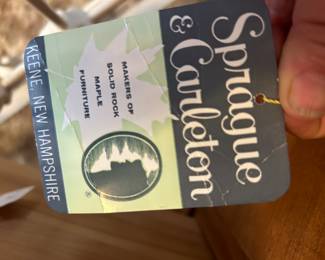 Sprague
& Carleton
MAKERS OF
SOLID ROCK
MAPLE
FURNITURE
®
KEENE, NEW HAMPSHIRE